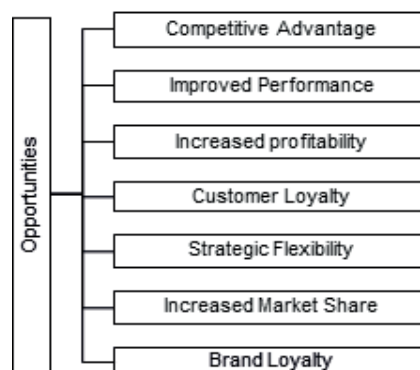 Opportunities
Competitive Advantage
Improved Performance
Increased profitability
Customer Loyalty
Strategic Flexibility
Increased Market Share
Brand Loyalty